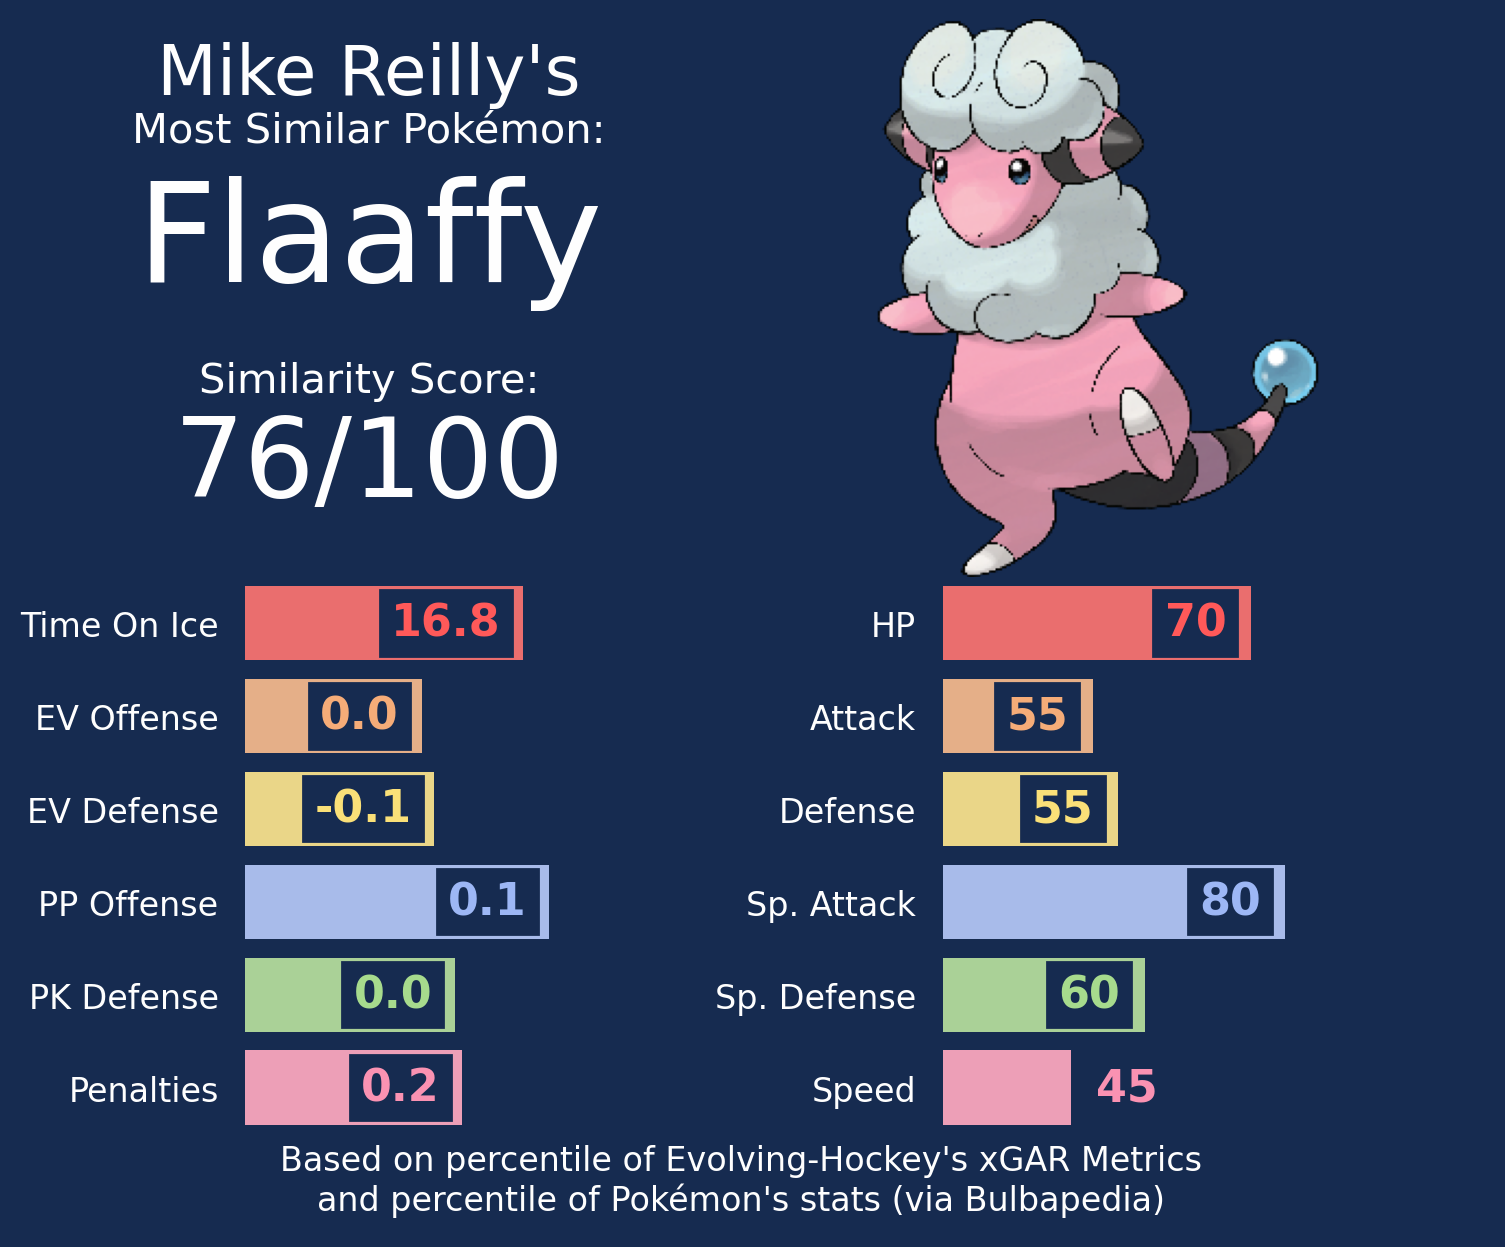 Mike Reilly's
Most Similar Pokémon:
Flaaffy
Similarity Score:
76/100
Time On Ice 16.8
EV Offense 0.0
EV Defense -0.1
PP Offense 0.1
PK Defense 0.0
Penalties 0.2
HP 70
Attack 55
Defense 55
Sp. Attack 80
Sp. Defense 60
Speed 45
Based on percentile of Evolving-Hockey's xGAR Metrics
and percentile of Pokémon's stats (via Bulbapedia)